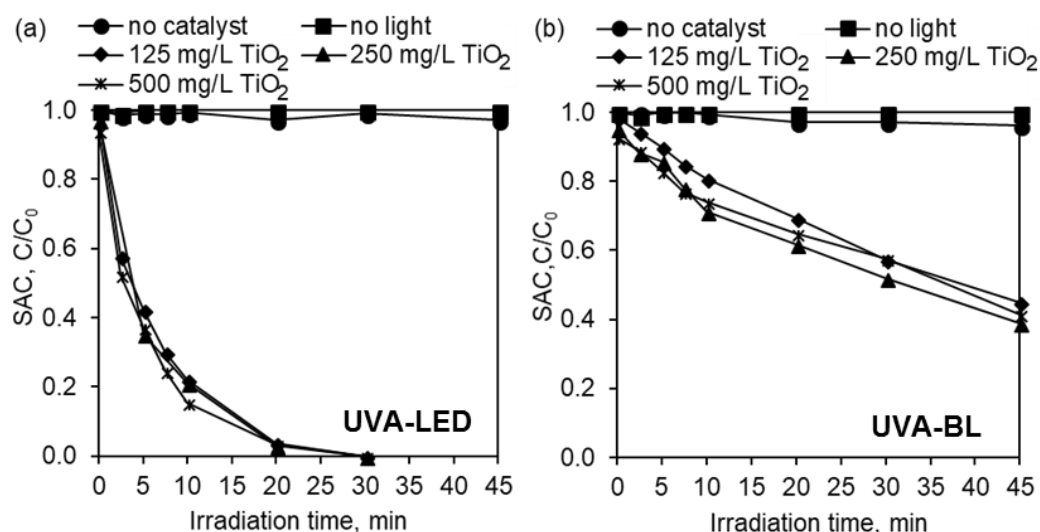 (a)
no catalyst
no light
125 mg/L TiO₂
250 mg/L TiO₂
500 mg/L TiO₂
1.0
0.8
0.6
0.4
0.2
0.0
SAC, C/C₀
UVA-LED
0 5 10 15 20 25 30 35 40 45
Irradiation time, min
(b)
no catalyst
no light
125 mg/L TiO₂
250 mg/L TiO₂
500 mg/L TiO₂
1.0
0.8
0.6
0.4
0.2
0.0
SAC,C/C₀
UVA-BL
0 5 10 15 20 25 30 35 40 45
Irradiation time, min